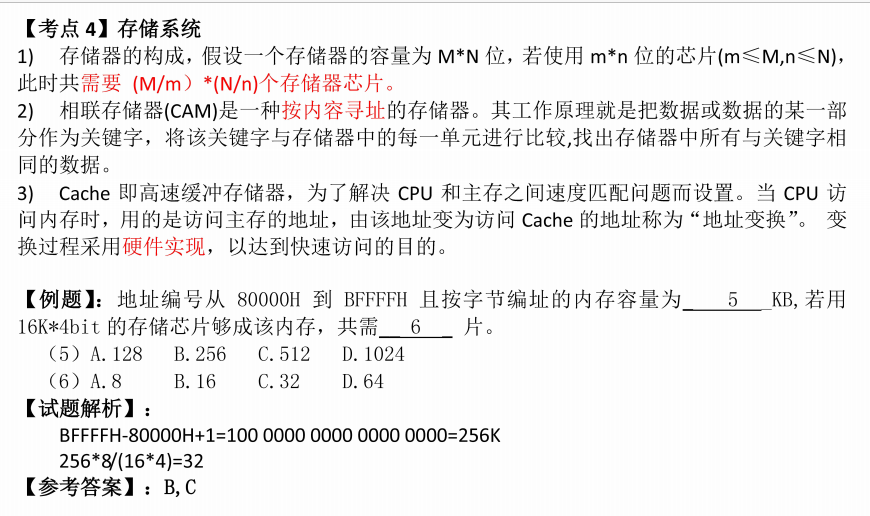 【考点 4】存储系统
1) 存储器的构成，假设一个存储器的容量为 M*N 位，若使用 m*n 位的芯片(m≤M,n≤N)，
此时共需要（M/m）*(N/n)个存储器芯片。
2) 相联存储器(CAM)是一种按内容寻址的存储器。其工作原理就是把数据或数据的某一部
分作为关键字，将该关键字与存储器中的每一单元进行比较,找出存储器中所有与关键字相
同的数据。
3) Cache 即高速缓冲存储器，为了解决 CPU 和主存之间速度匹配问题而设置。当 CPU 访
问内存时，用的是访问主存的地址，由该地址变为访问 Cache 的地址称为“地址变换”。 变
换过程采用硬件实现，以达到快速访问的目的。
【例题】：地址编号从 80000H 到 BFFFFH 且按字节编址的内存容量为__5__KB,若用
16K*4bit 的存储芯片够成该内存，共需__6__片。
（5）A.128 B.256 C.512 D.1024
（6）A.8 B.16 C.32 D.64
【试题解析】：
BFFFFH-80000H+1=100 0000 0000 0000 0000=256K
256*8/(16*4)=32
【参考答案】：B,C